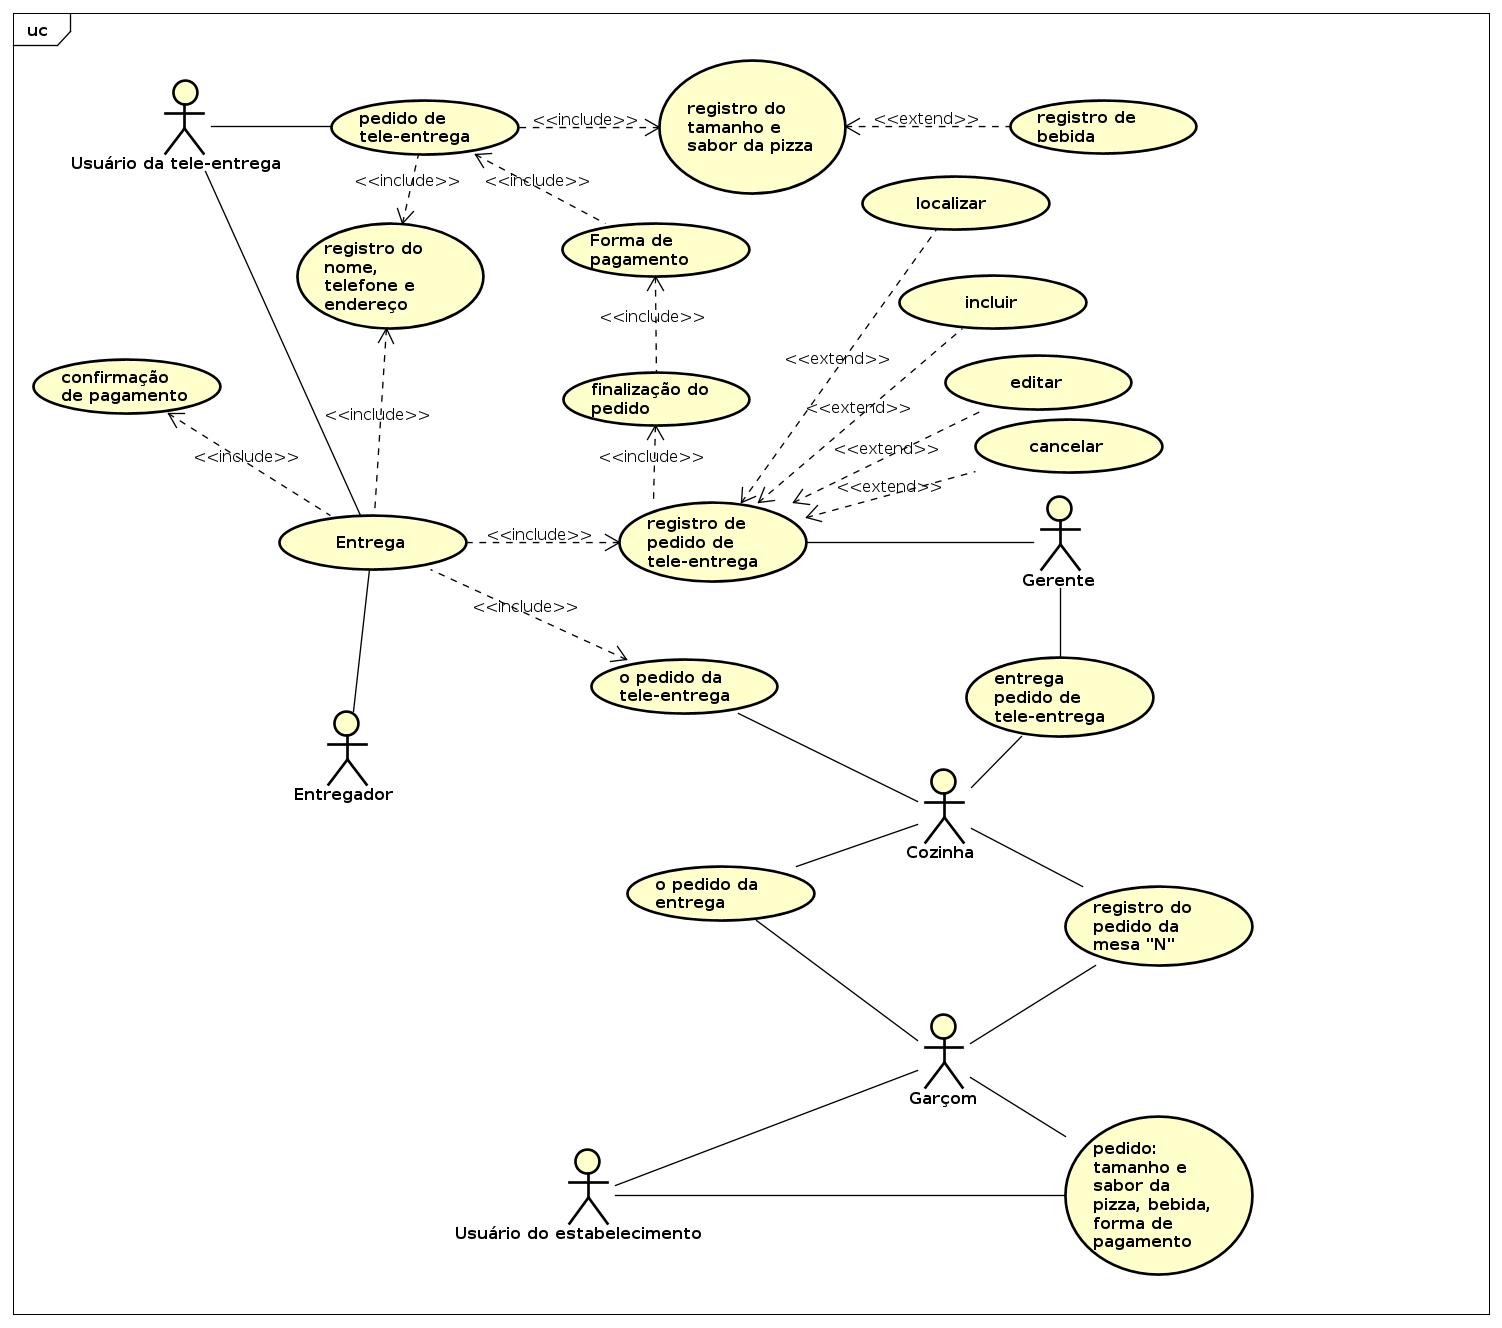 uc
pedido de
tele-entrega
<<include>>
registro do
tamanho e
sabor da pizza
<<extend>>
registro de
bebida
Usuário da tele-entrega
<<include>>
<<include>>
localizar
registro do
nome,
telefone e
endereço
Forma de
pagamento
<<include>>
incluir
<<extend>>
confirmação
de pagamento
finalização do
pedido
editar
<<include>>
<<extend>>
cancelar
<<include>>
<<include>>
<<extend>>
<<extend>>
Entrega
<<include>>
registro de
pedido de
tele-entrega
Gerente
<<include>>
o pedido da
tele-entrega
entrega
pedido de
tele-entrega
Entregador
Cozinha
o pedido da
entrega
registro do
pedido da
mesa "N"
Garçom
pedido:
tamanho e
sabor da
pizza, bebida,
forma de
pagamento
Usuário do estabelecimento